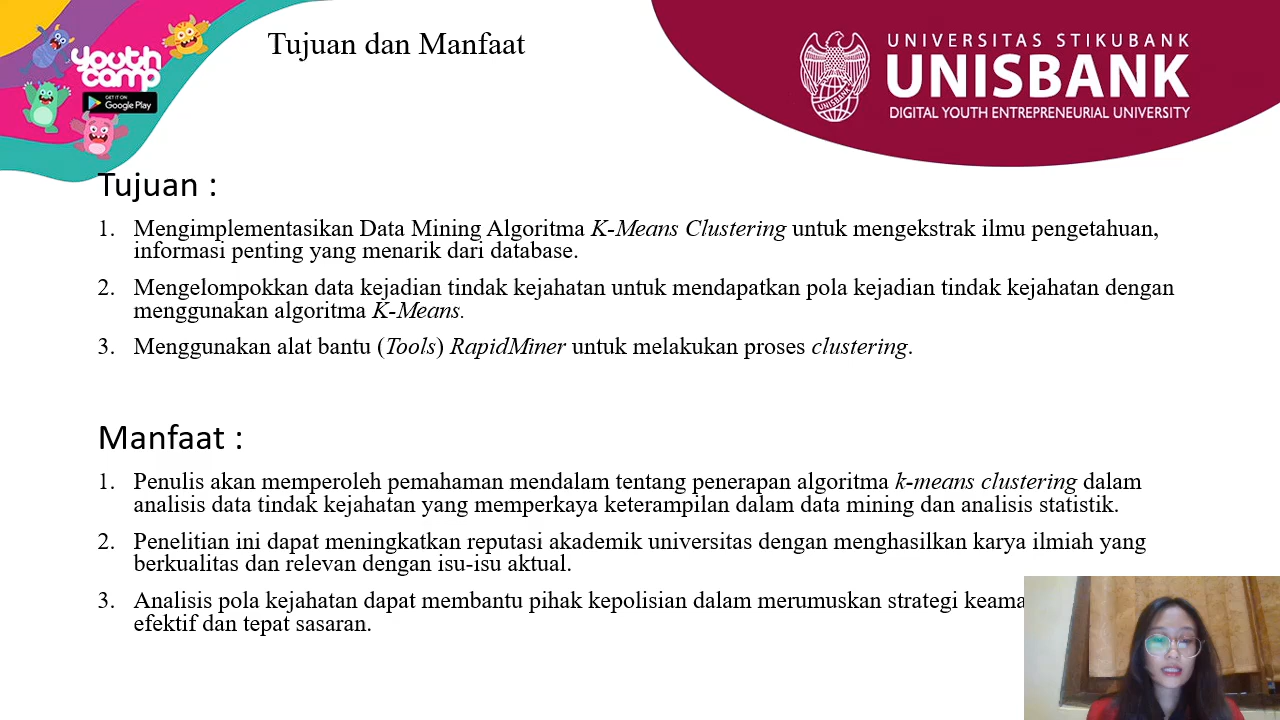 youth
camp
GET IT ON
Google Play
Tujuan dan Manfaat
UNIVERSITAS STIKUBANK
UNISBANK
DIGITAL YOUTH ENTREPRENEURIAL UNIVERSITY
UNISBANK
Tujuan :
1. Mengimplementasikan Data Mining Algoritma K-Means Clustering untuk mengekstrak ilmu pengetahuan,
informasi penting yang menarik dari database.
2. Mengelompokkan data kejadian tindak kejahatan untuk mendapatkan pola kejadian tindak kejahatan dengan
menggunakan algoritma K-Means.
3. Menggunakan alat bantu (Tools) RapidMiner untuk melakukan proses clustering.
Manfaat :
1. Penulis akan memperoleh pemahaman mendalam tentang penerapan algoritma k-means clustering dalam
analisis data tindak kejahatan yang memperkaya keterampilan dalam data mining dan analisis statistik.
2. Penelitian ini dapat meningkatkan reputasi akademik universitas dengan menghasilkan karya ilmiah yang
berkualitas dan relevan dengan isu-isu aktual.
3. Analisis pola kejahatan dapat membantu pihak kepolisian dalam merumuskan strategi keama
efektif dan tepat sasaran.